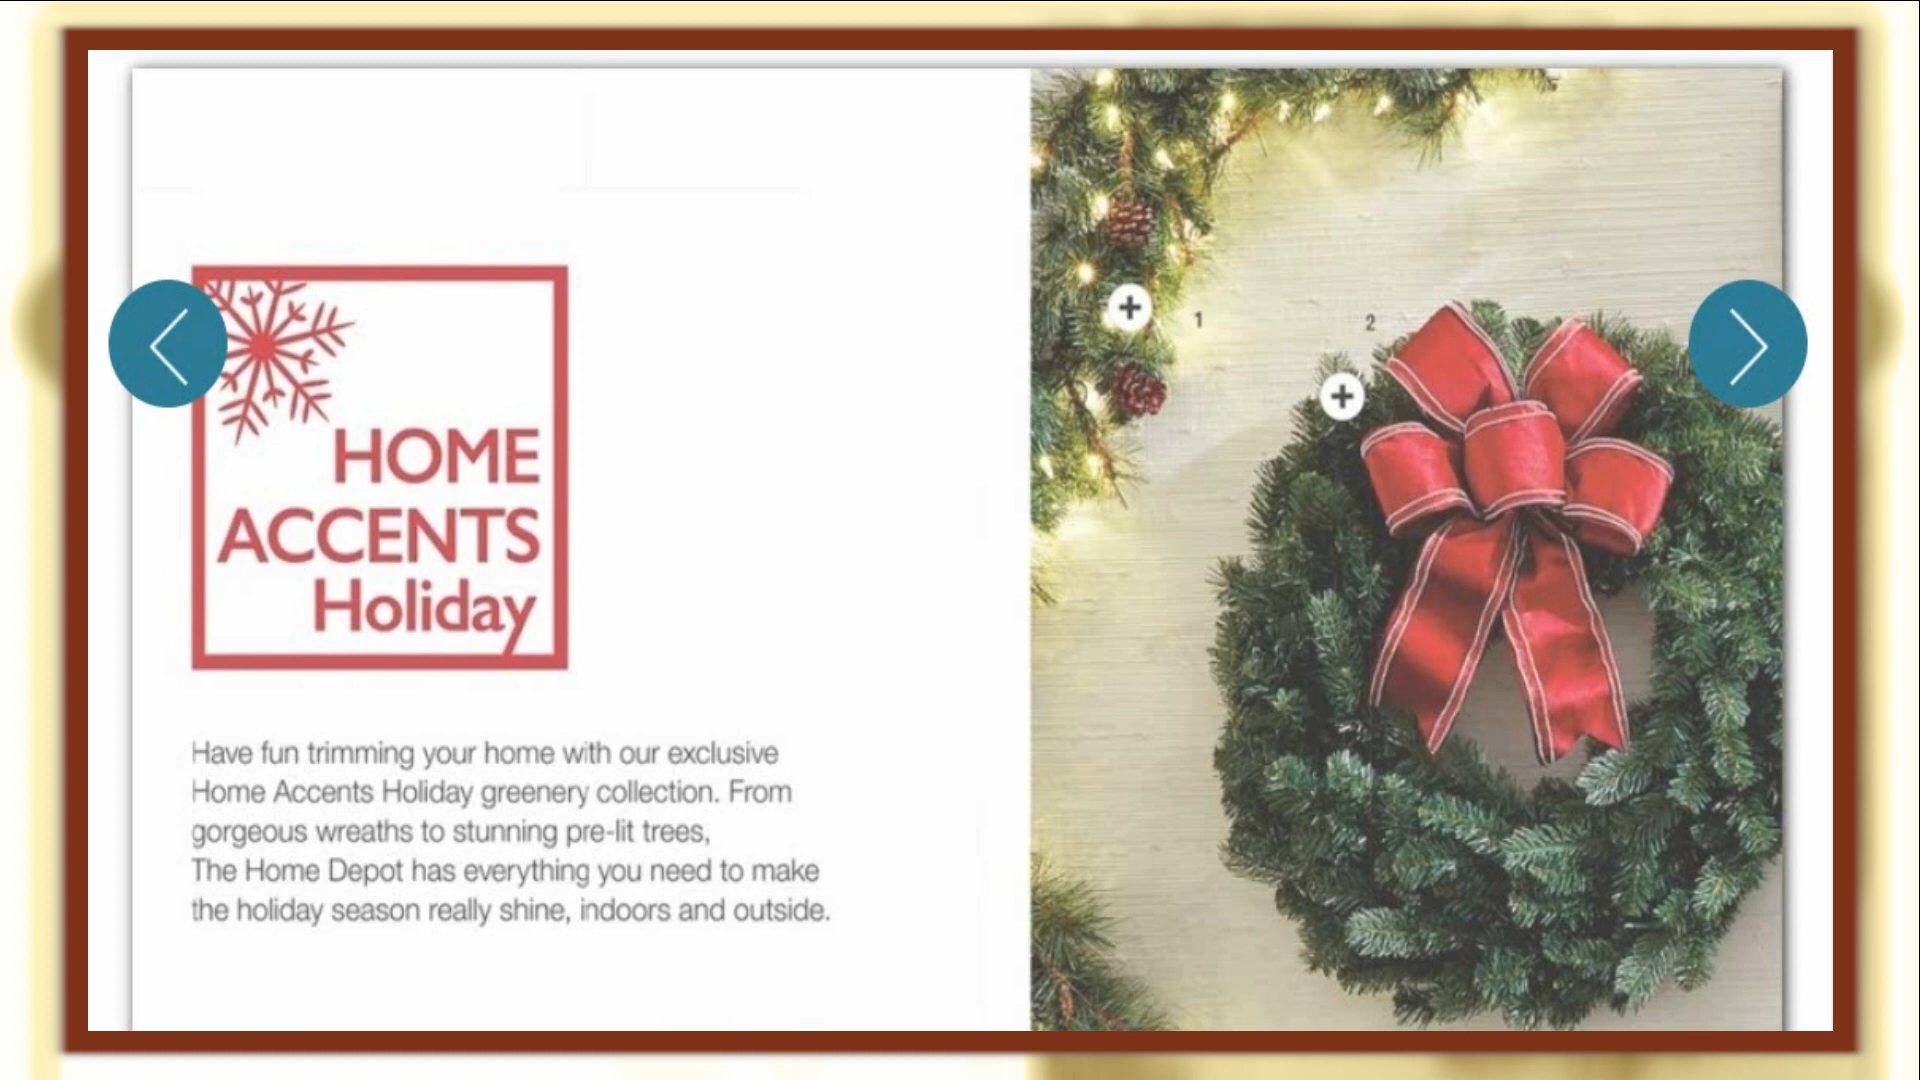 HOME
ACCENTS
Holiday
Have fun trimming your home with our exclusive
Home Accents Holiday greenery collection. From
gorgeous wreaths to stunning pre-lit trees,
The Home Depot has everything you need to make
the holiday season really shine, indoors and outside.
1
2